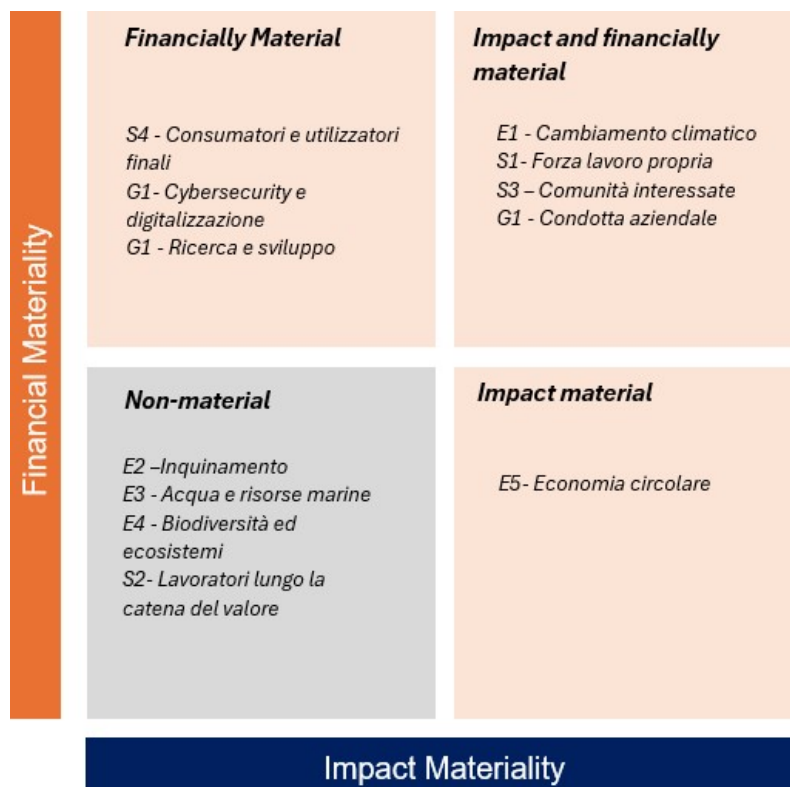 Financial Materiality
Financially Material
S4 - Consumatori e utilizzatori
finali
G1- Cybersecurity e
digitalizzazione
G1 - Ricerca e sviluppo
Impact and financially
material
E1 - Cambiamento climatico
S1- Forza lavoro propria
S3 – Comunità interessate
G1 - Condotta aziendale
Non-material
E2 –Inquinamento
E3 - Acqua e risorse marine
E4 - Biodiversità ed
ecosistemi
S2- Lavoratori lungo la
catena del valore
Impact material
E5- Economia circolare
Impact Materiality